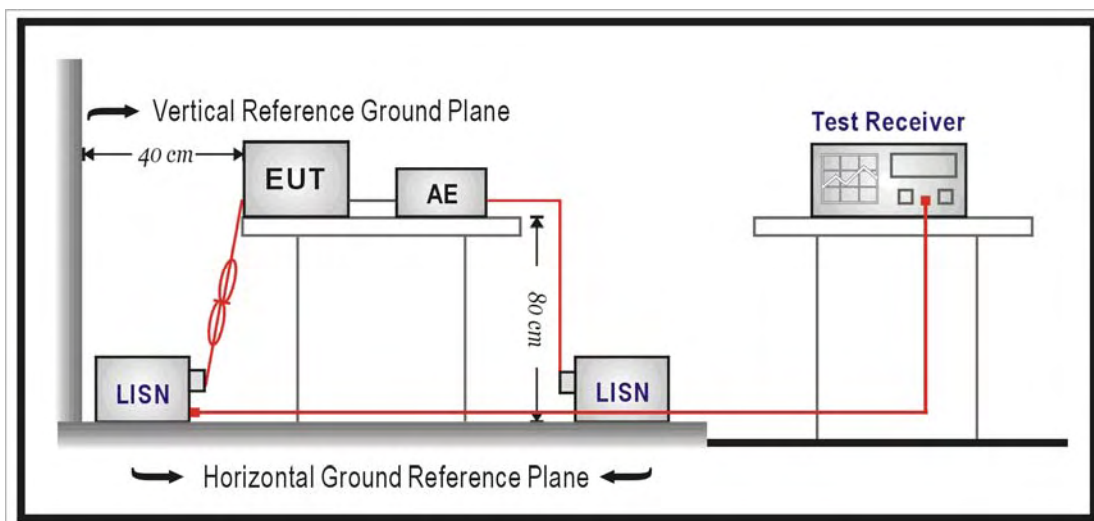 Vertical Reference Ground Plane
Test Receiver
40 cm
EUT
AE
80 cm
LISN
LISN
Horizontal Ground Reference Plane